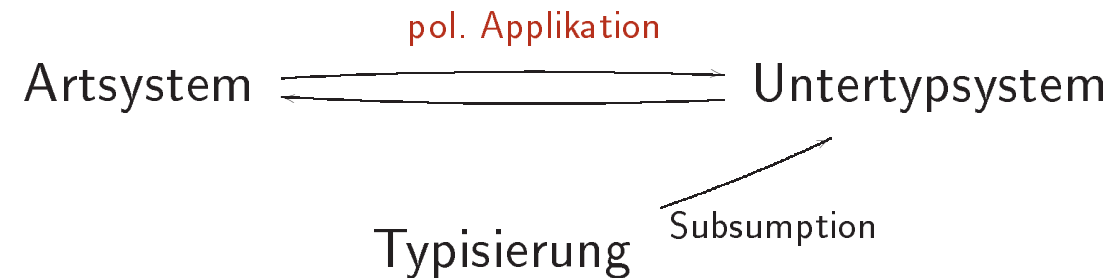 pol. Applikation
Artsystem Untertypsystem
Subsumption
Typisierung